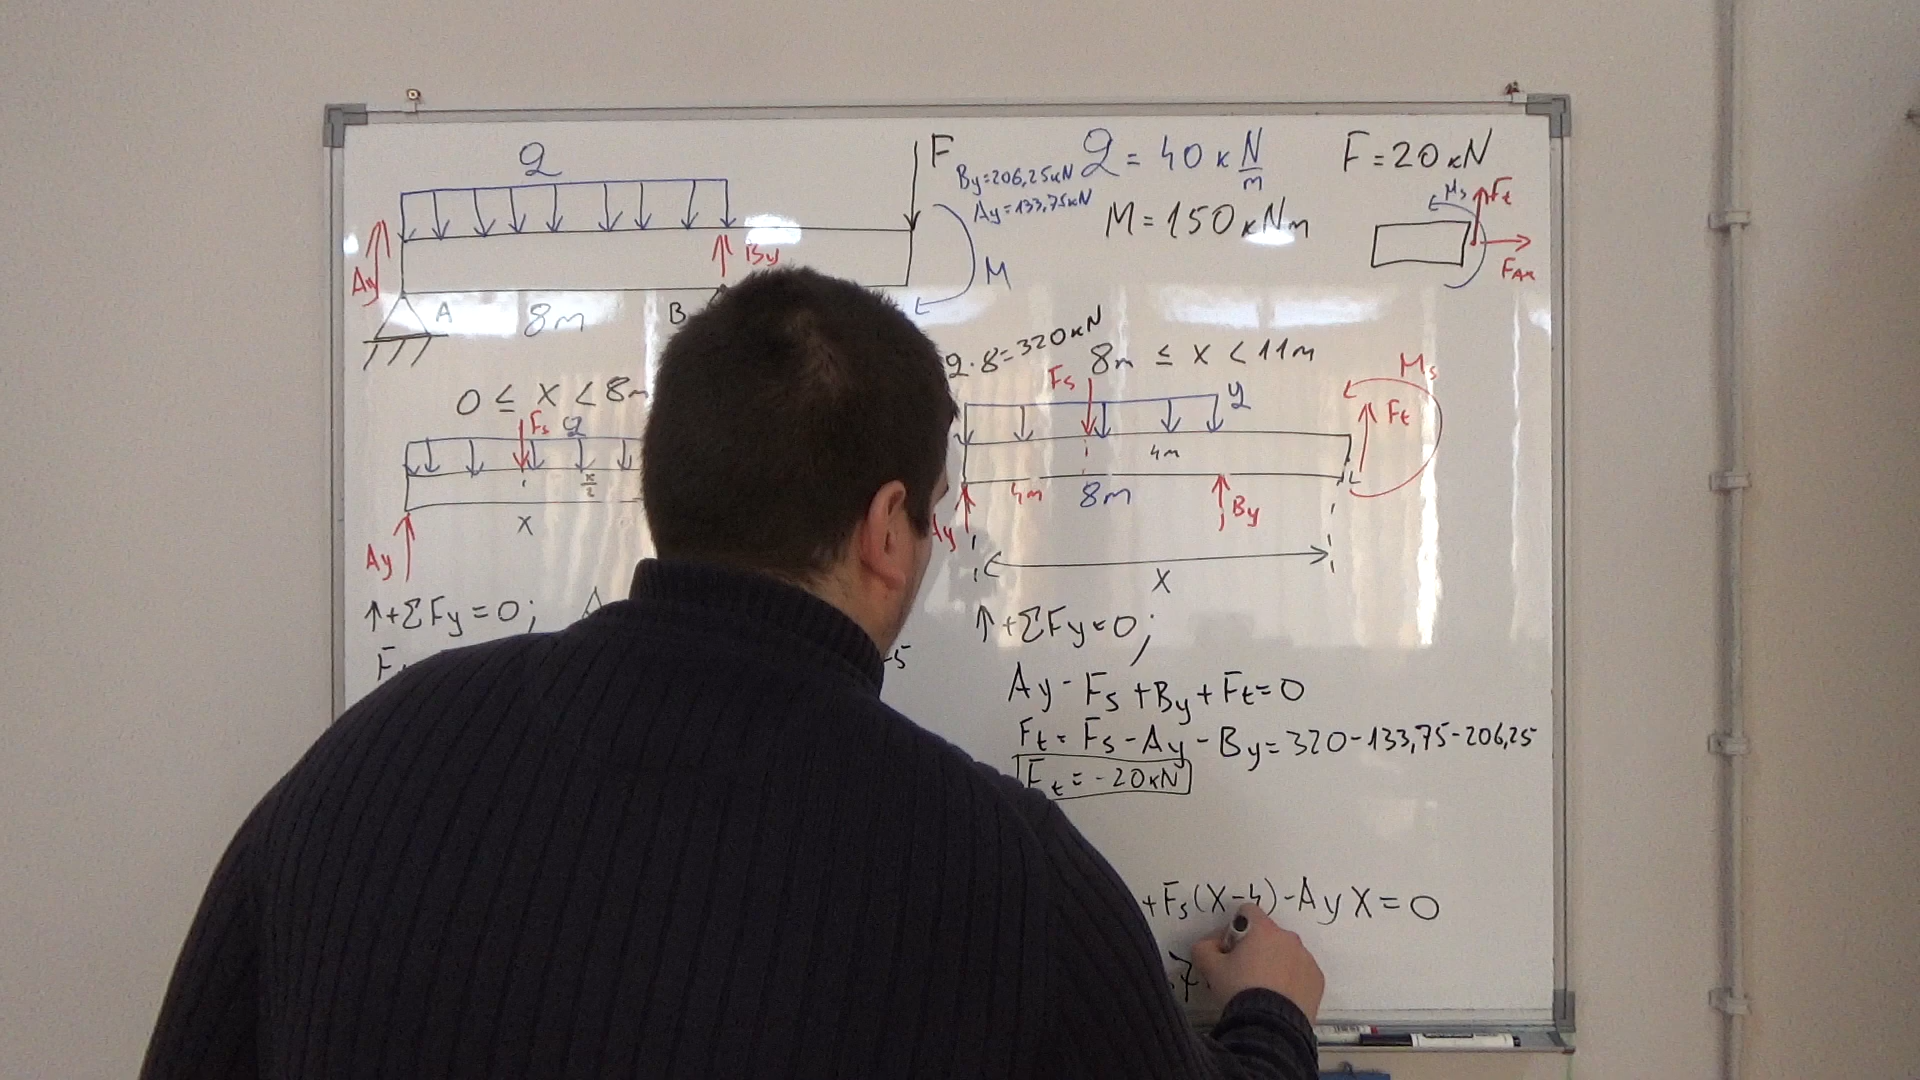 q
F
By=206,25kN
Ay=133,75kN
q = 40 kN/m
M = 150 kNm
F = 20 kN
Ms
Ft
FAx
Ay
By
M
A
8m
B
0 ≤ x < 8m
Fs
q
x/2
x
Ay
↑+ΣFy=0;
q·8=320kN
8m ≤ x < 11m
Fs
q
Ms
Ft
4m
4m
8m
Ay
By
x
↑+ΣFy=0;
Ay-Fs+By+Ft=0
Ft=Fs-Ay-By=320-133,75-206,25
Ft=-20kN
+Fs(x-4)-Ayx=0